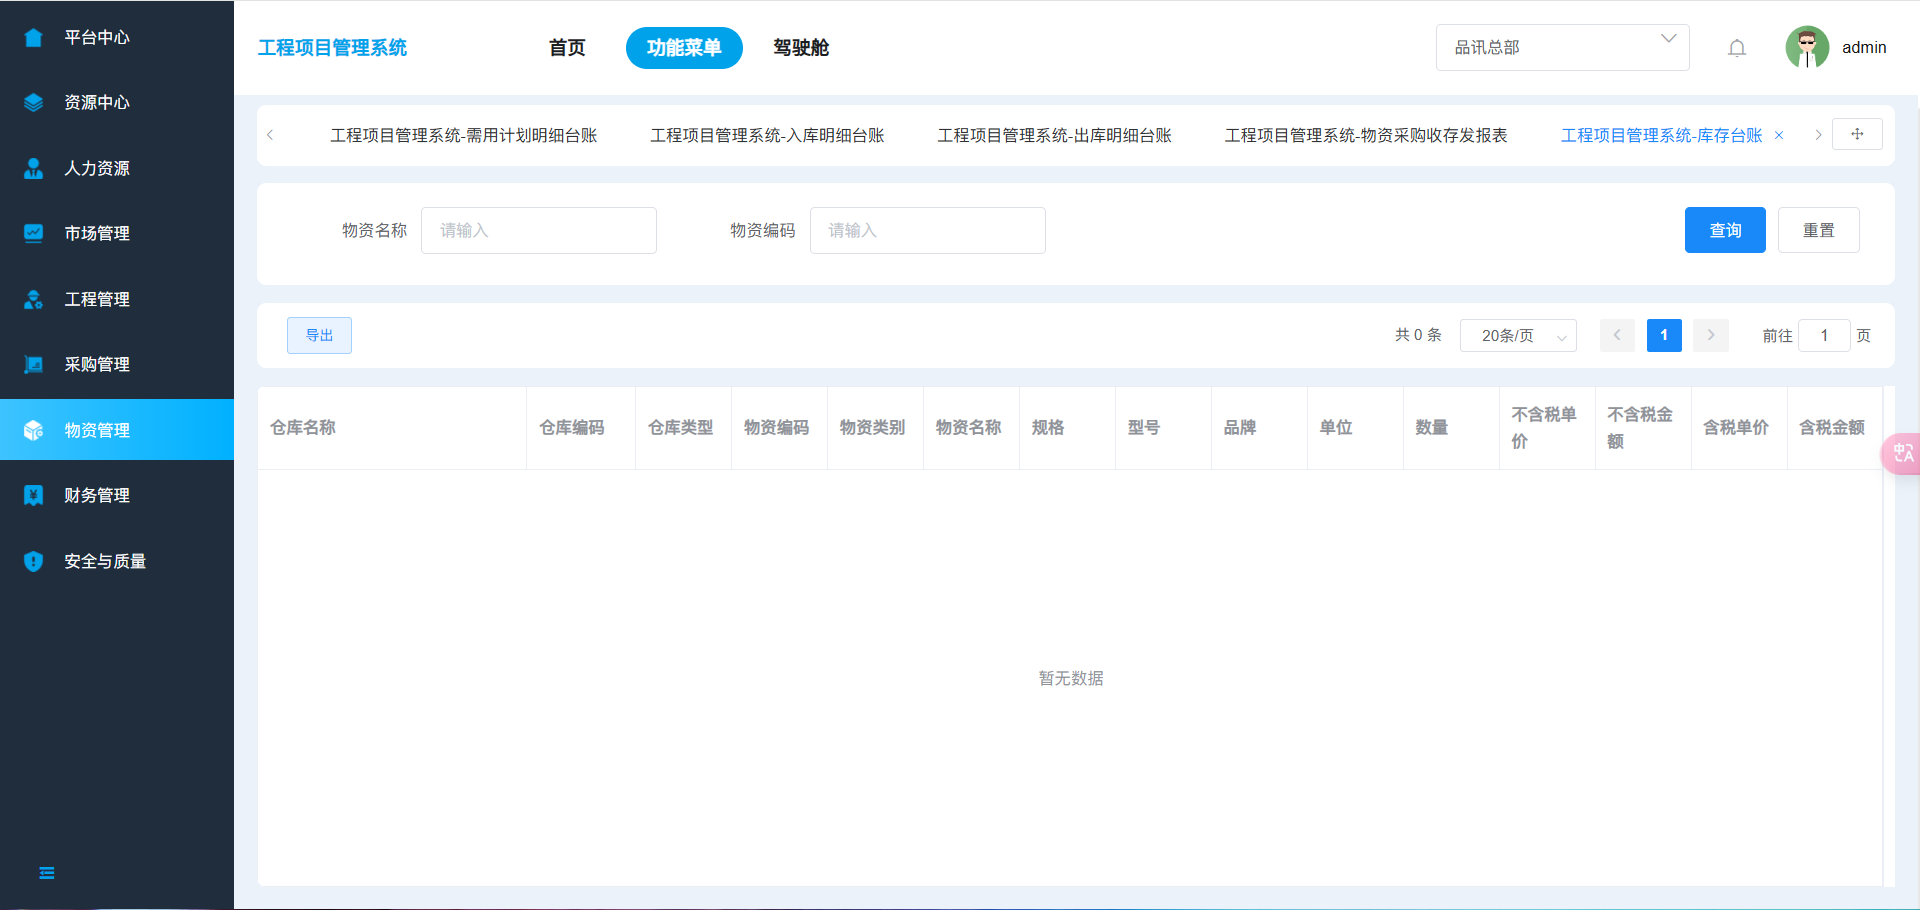 平台中心
资源中心
人力资源
市场管理
工程管理
采购管理
物资管理
财务管理
安全与质量
工程项目管理系统
首页
功能菜单
驾驶舱
品讯总部
admin
工程项目管理系统-需用计划明细台账
工程项目管理系统-入库明细台账
工程项目管理系统-出库明细台账
工程项目管理系统-物资采购收存发报表
工程项目管理系统-库存台账
物资名称
请输入
物资编码
请输入
查询
重置
导出
共 0 条
20条/页
1
前往 1 页
仓库名称
仓库编码
仓库类型
物资编码
物资类别
物资名称
规格
型号
品牌
单位
数量
不含税单
价
不含税金
额
含税单价
含税金额
中
A
暂无数据